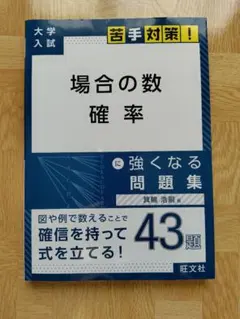 大学
入試
苦手対策!
場合の数
確率
に
強くなる
問題集
図や例で数えることで
確信を持って
式を立てる!
43題
旺文社